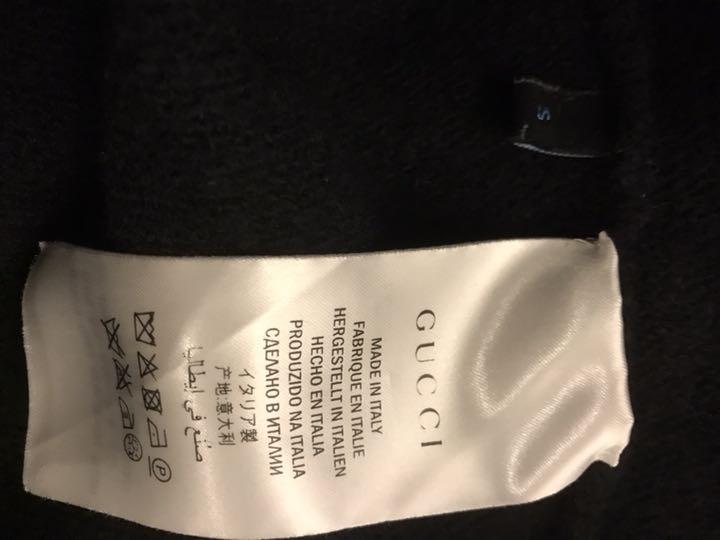 S
GUCCI
MADE IN ITALY
FABRIQUE EN ITALIE
HERGESTELLT IN ITALIEN
HECHO EN ITALIA
PRODUZIDO NA ITALIA
СДЕЛАНО В ИТАЛИИ
イタリア製
产地:意大利
صنع في إيطاليا
P